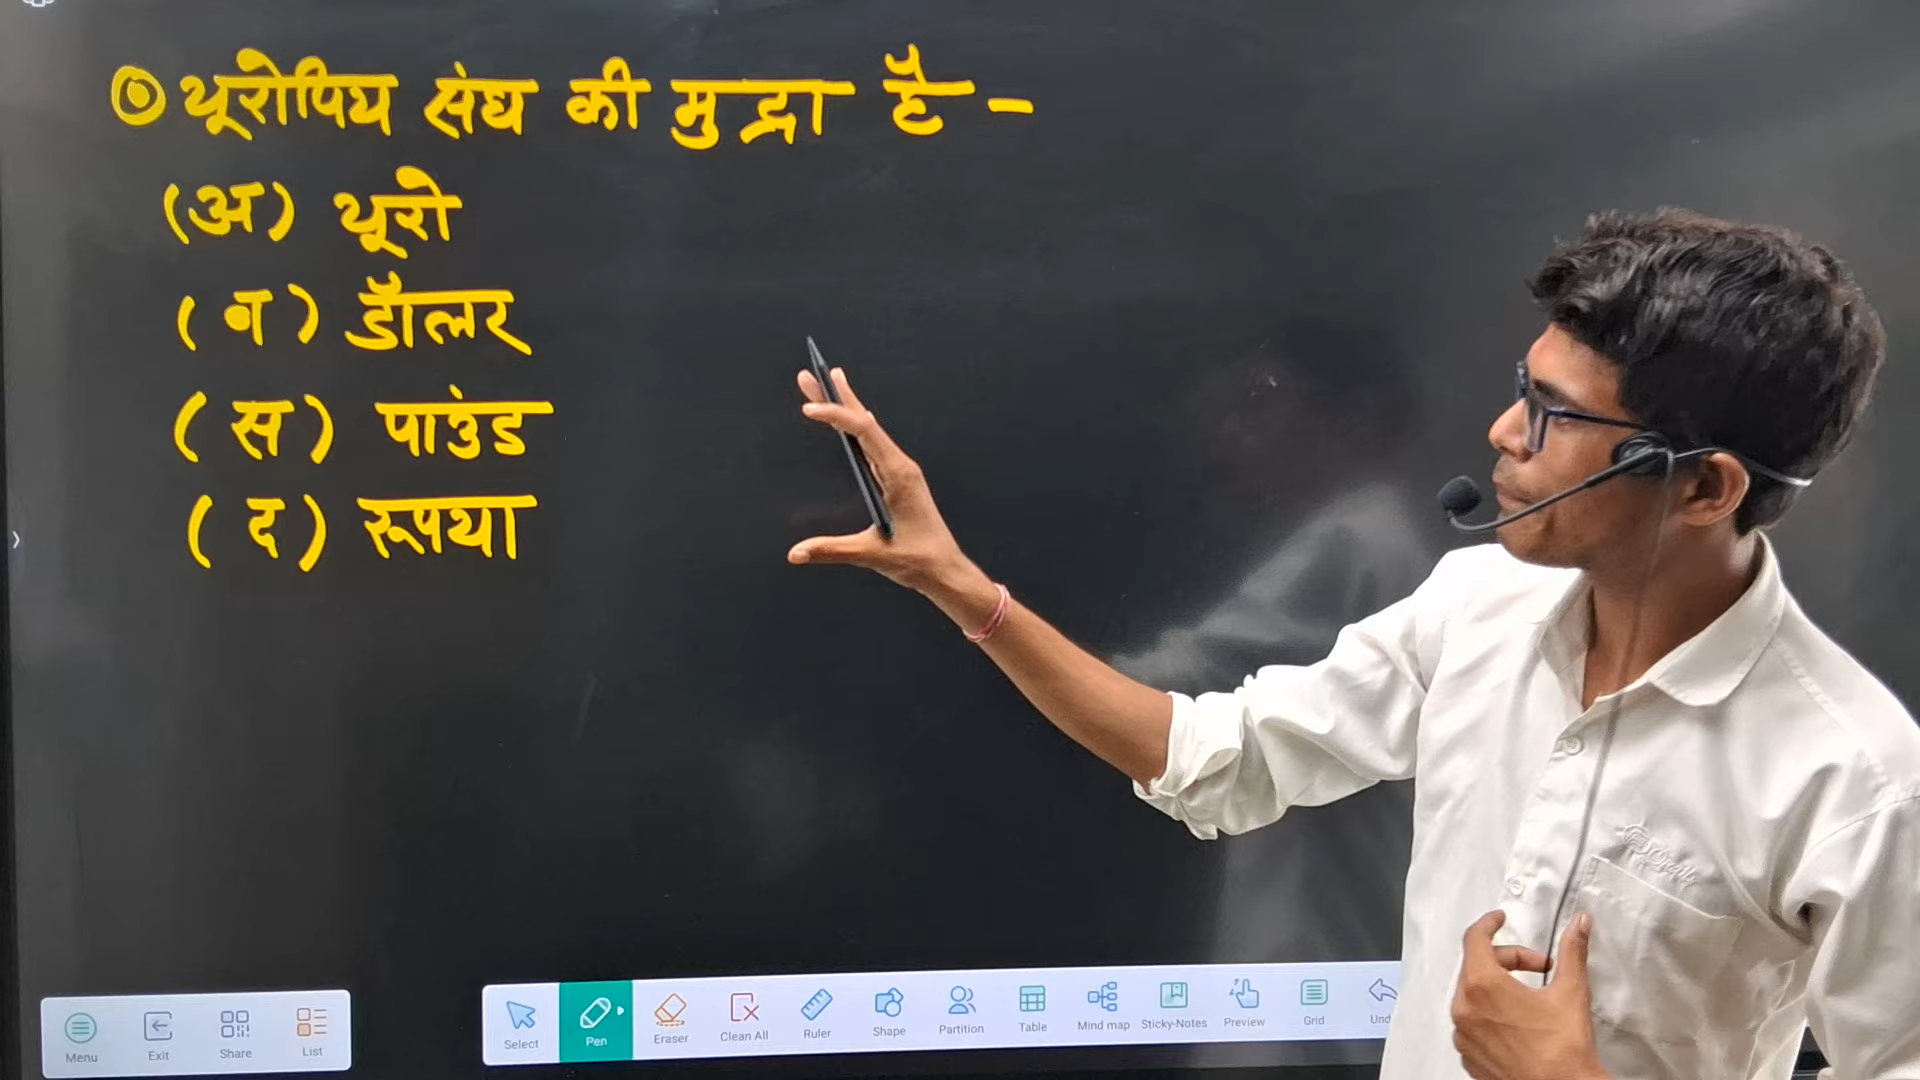 यूरोपिय संघ की मुद्रा है -
(अ) यूरो
(ब) डॉलर
(स) पाउंड
(द) रूपया
Menu Exit Share List
Select Pen Eraser Clean All Ruler Shape Partition Table Mind map Sticky-Notes Preview Grid Und